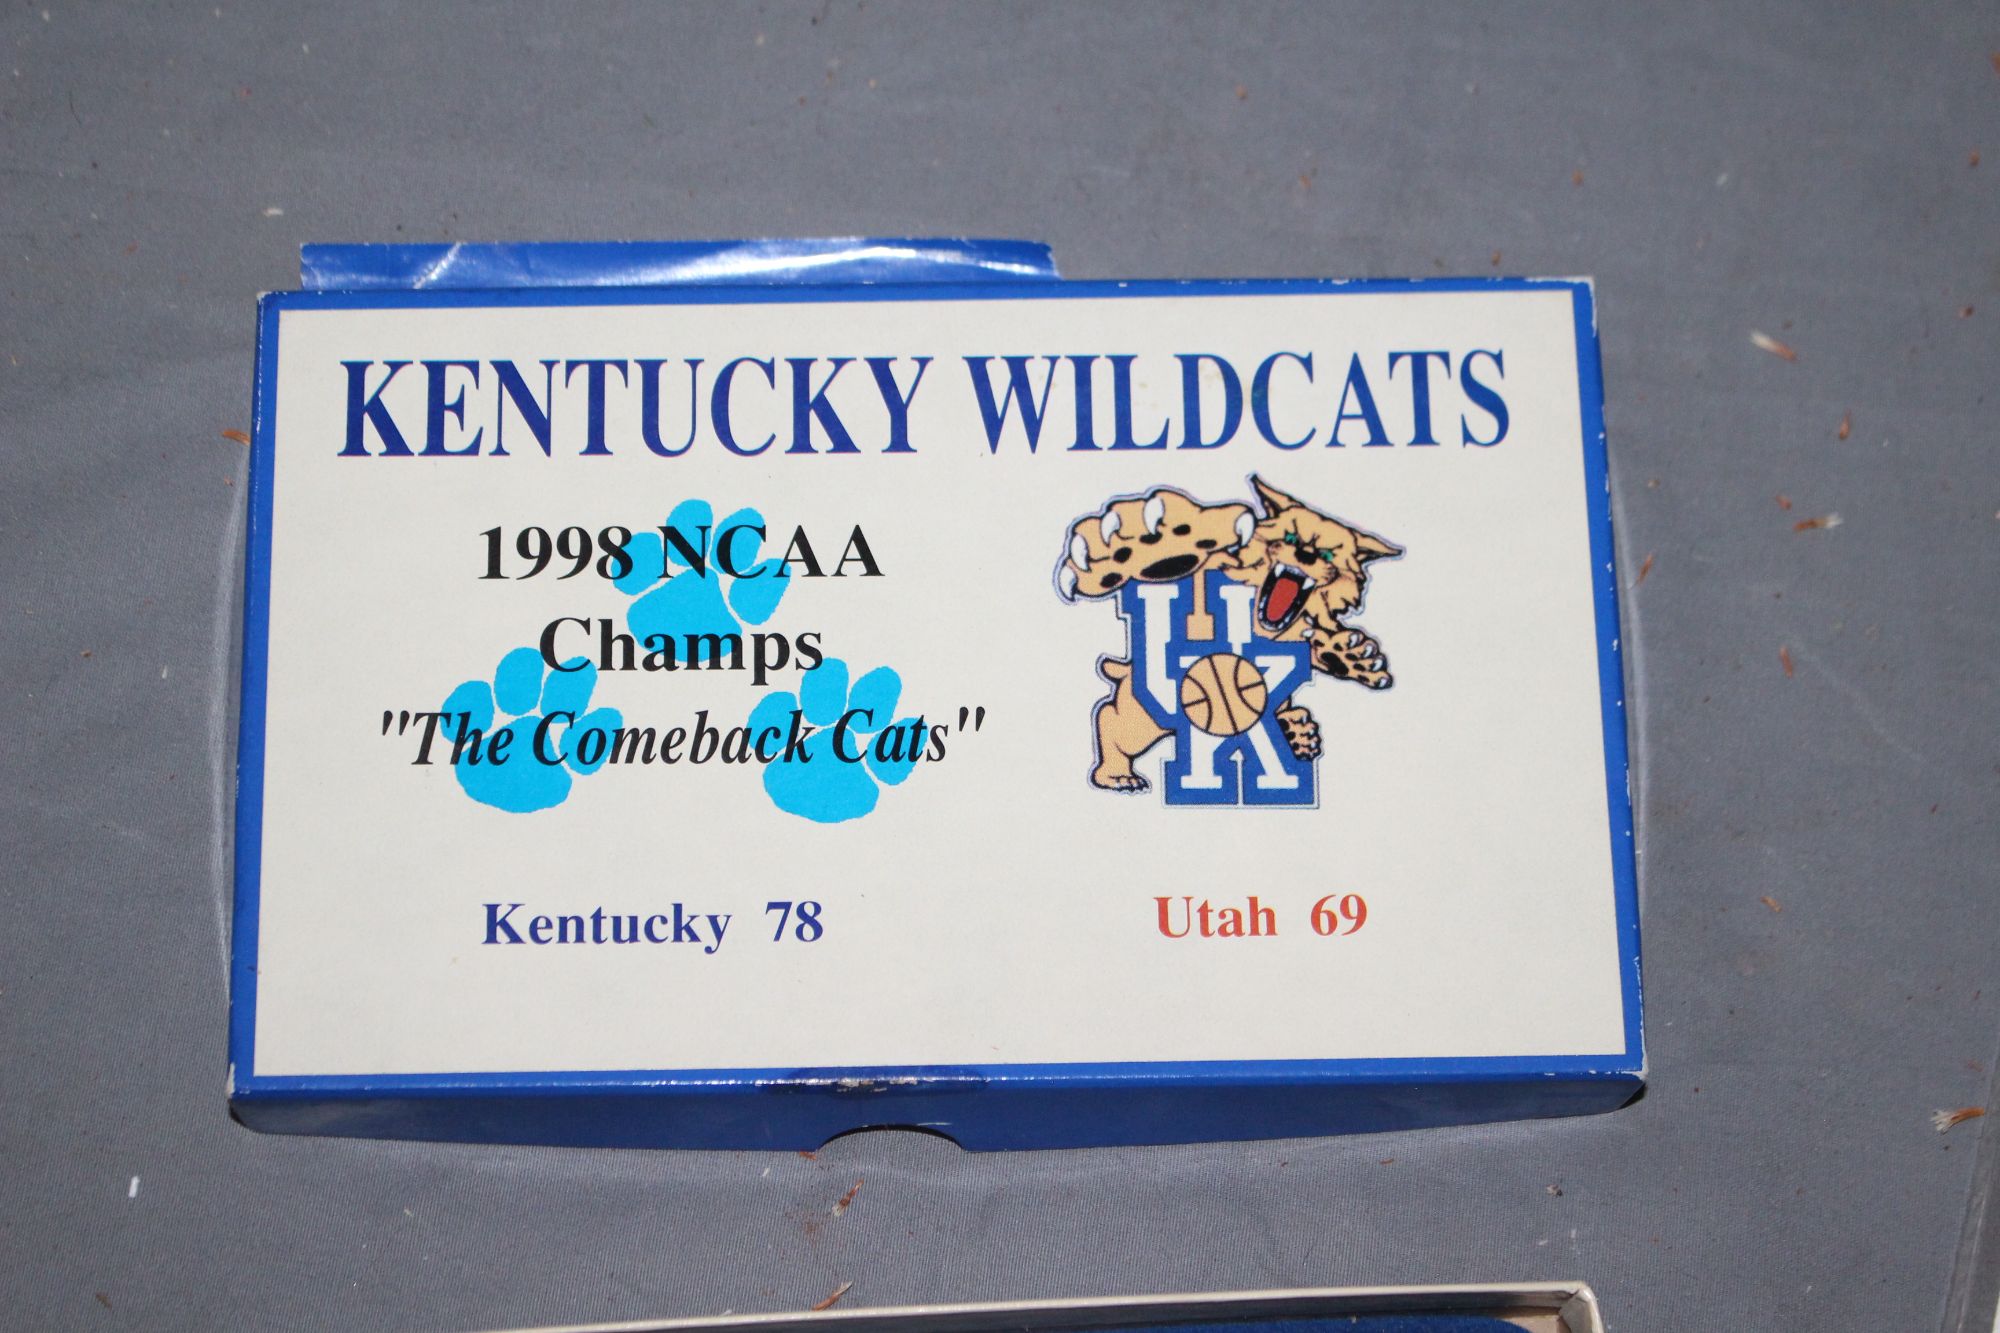 KENTUCKY WILDCATS
1998 NCAA
Champs
"The Comeback Cats"
UK
Kentucky 78
Utah 69